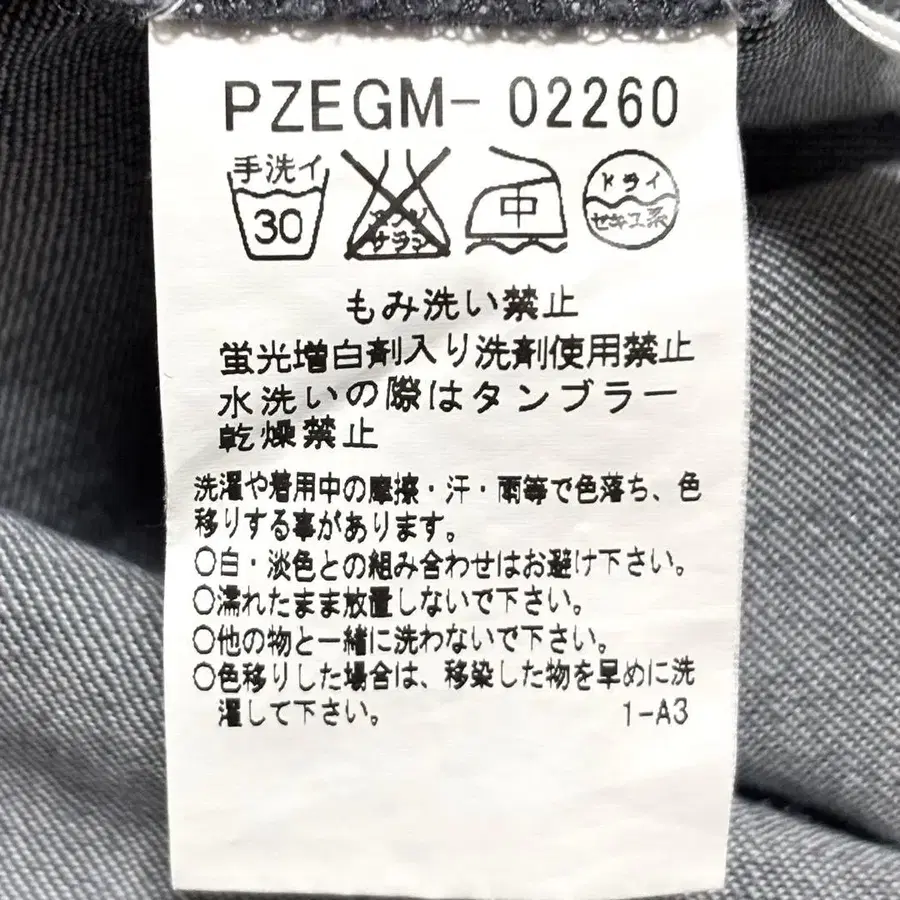 PZEGM- 02260
手洗イ
30
エンソ
サラシ
中
ドライ
セキユ系
もみ洗い禁止
蛍光増白剤入り洗剤使用禁止
水洗いの際はタンブラー
乾燥禁止
洗濯や着用中の摩擦・汗・雨等で色落ち、色
移りする事があります。
○白・淡色との組み合わせはお避け下さい。
○濡れたまま放置しないで下さい。
○他の物と一緒に洗わないで下さい。
○色移りした場合は、移染した物を早めに洗
濯して下さい。
1-A3